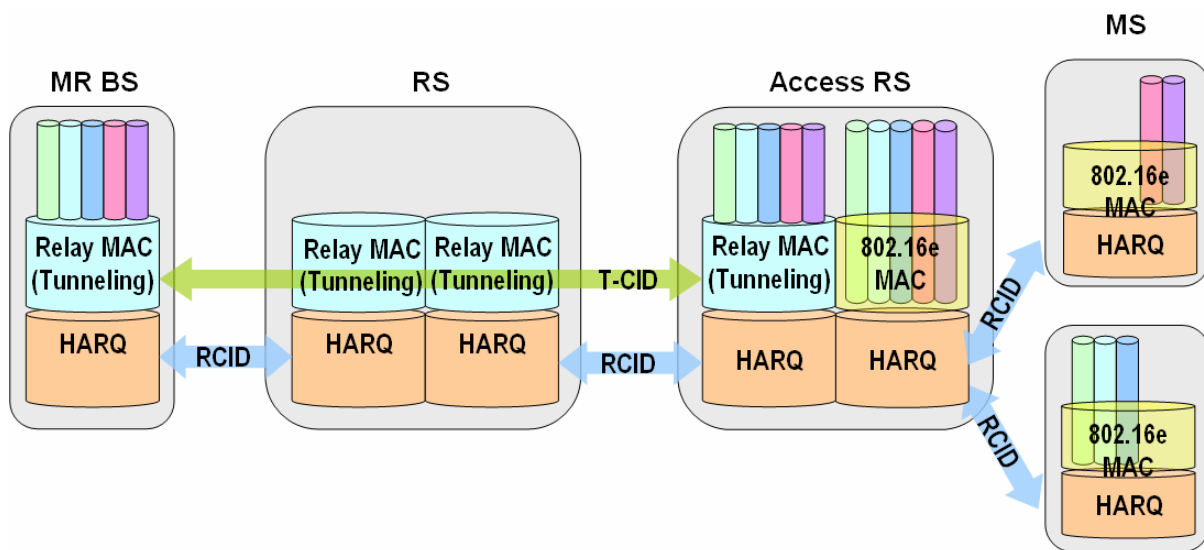 MR BS
Relay MAC
(Tunneling)
HARQ
RCID
RS
Relay MAC
(Tunneling)
HARQ
Relay MAC
(Tunneling)
HARQ
T-CID
RCID
Access RS
Relay MAC
(Tunneling)
HARQ
802.16e
MAC
HARQ
RCID
RCID
MS
802.16e
MAC
HARQ
802.16e
MAC
HARQ